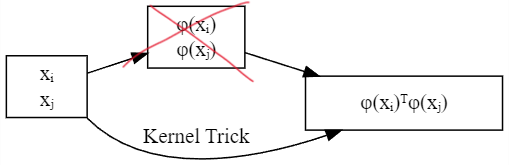 φ(xᵢ)
φ(xⱼ)
xᵢ
xⱼ
φ(xᵢ)ᵀφ(xⱼ)
Kernel Trick